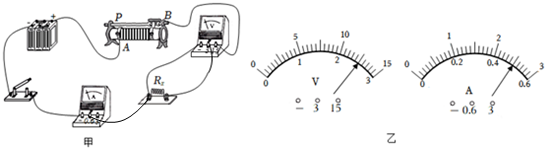 - +
P B
A
V
A
Rx
甲
0 5 10 15
0 1 2 3
V
- 3 15
0 1 2 3
0 0.2 0.4 0.6
A
- 0.6 3
乙